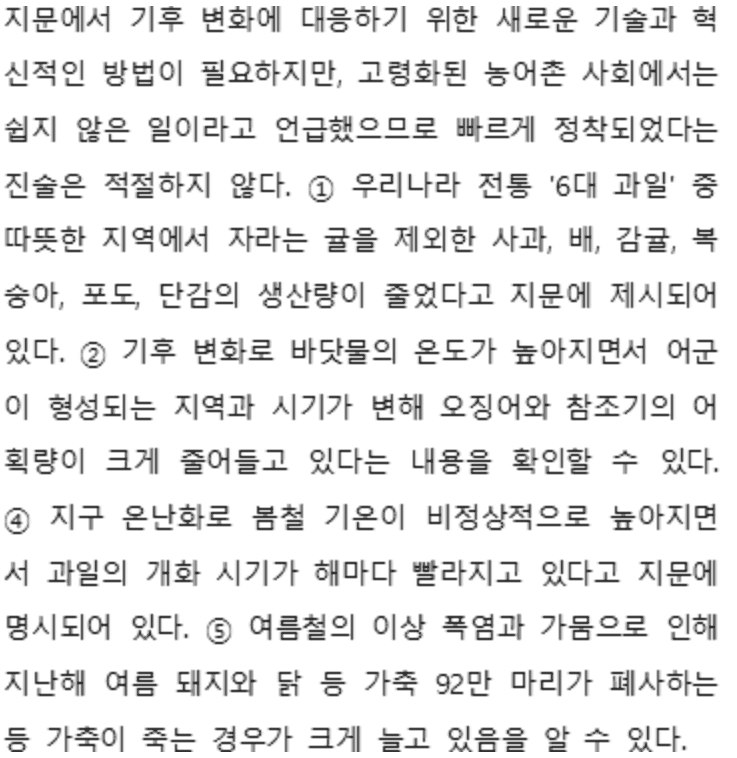 지문에서 기후 변화에 대응하기 위한 새로운 기술과 혁
신적인 방법이 필요하지만, 고령화된 농어촌 사회에서는
쉽지 않은 일이라고 언급했으므로 빠르게 정착되었다는
진술은 적절하지 않다. ① 우리나라 전통 '6대 과일' 중
따뜻한 지역에서 자라는 귤을 제외한 사과, 배, 감귤, 복
숭아, 포도, 단감의 생산량이 줄었다고 지문에 제시되어
있다. ② 기후 변화로 바닷물의 온도가 높아지면서 어군
이 형성되는 지역과 시기가 변해 오징어와 참조기의 어
획량이 크게 줄어들고 있다는 내용을 확인할 수 있다.
④ 지구 온난화로 봄철 기온이 비정상적으로 높아지면
서 과일의 개화 시기가 해마다 빨라지고 있다고 지문에
명시되어 있다. ⑤ 여름철의 이상 폭염과 가뭄으로 인해
지난해 여름 돼지와 닭 등 가축 92만 마리가 폐사하는
등 가축이 죽는 경우가 크게 늘고 있음을 알 수 있다.